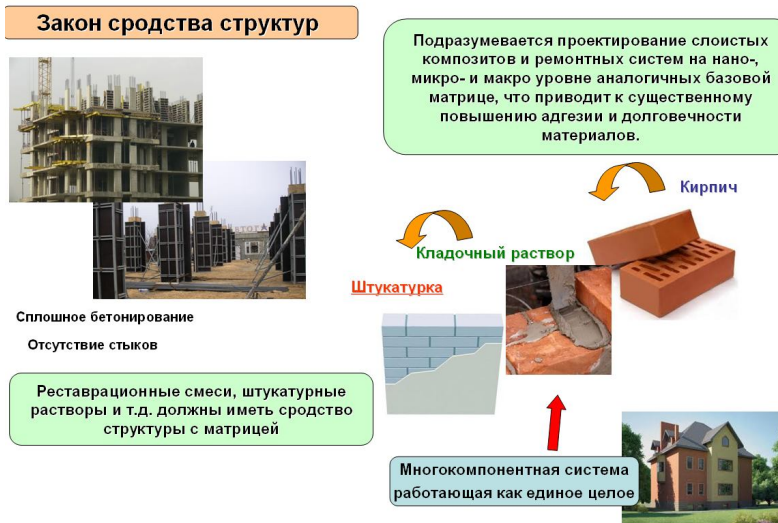 Закон сродства структур
Подразумевается проектирование слоистых
композитов и ремонтных систем на нано-,
микро- и макро уровне аналогичных базовой
матрице, что приводит к существенному
повышению адгезии и долговечности
материалов.
Кирпич
Кладочный раствор
Штукатурка
Сплошное бетонирование
Отсутствие стыков
Реставрационные смеси, штукатурные
растворы и т.д. должны иметь сродство
структуры с матрицей
Многокомпонентная система
работающая как единое целое